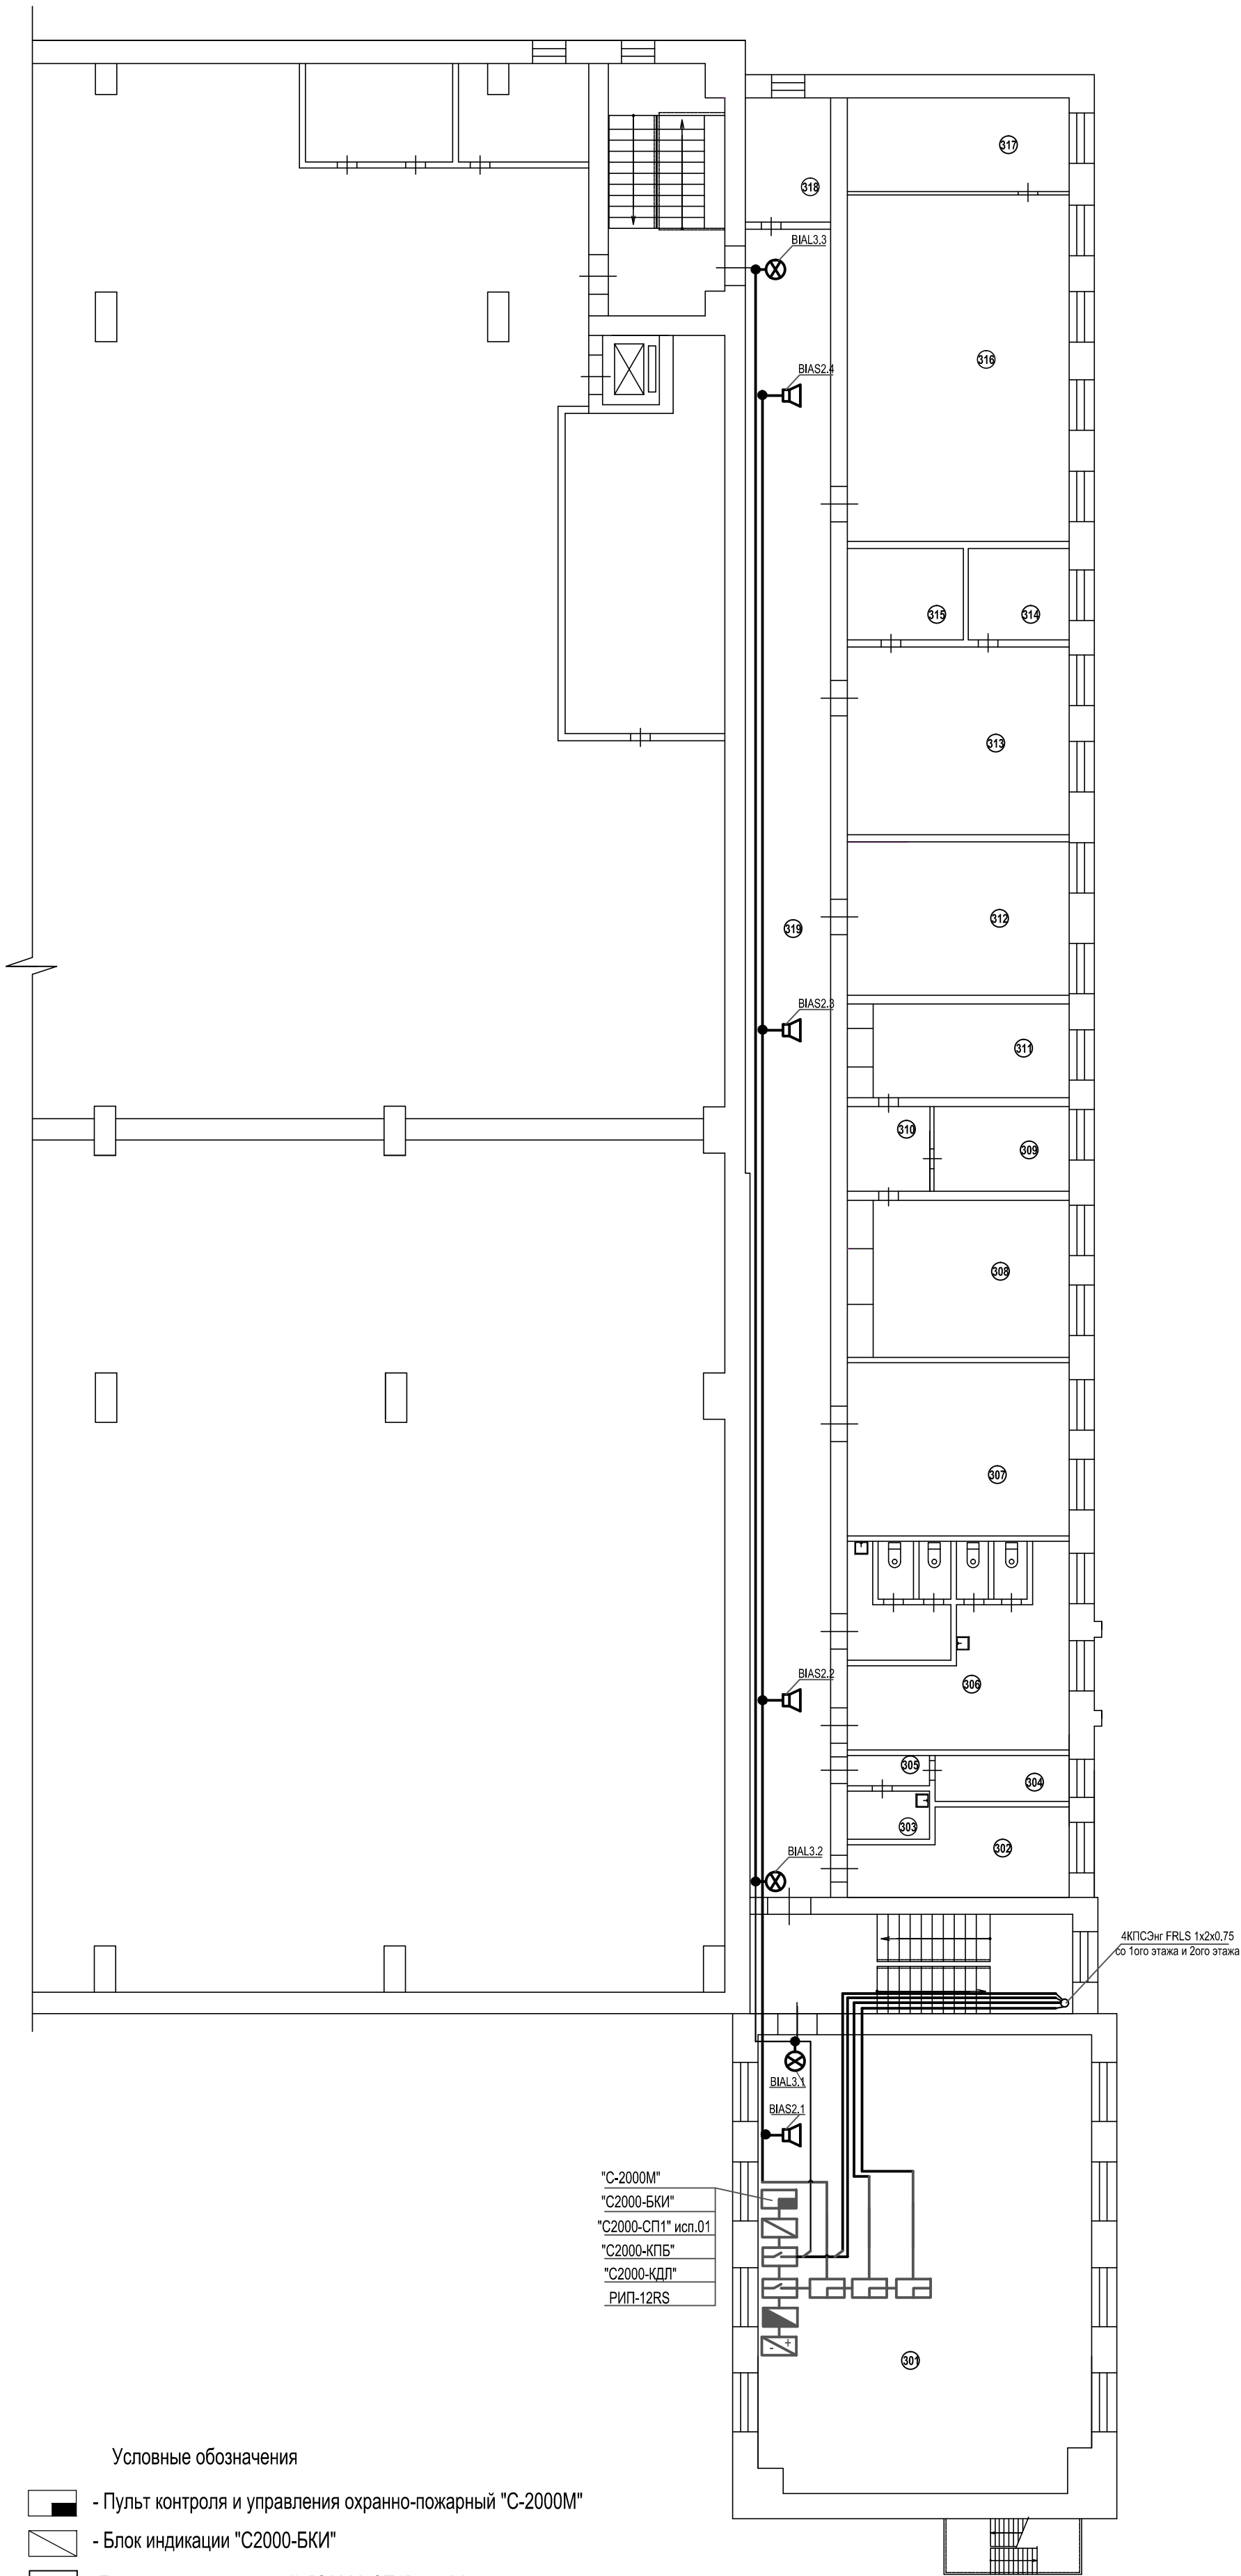 317
318
BIAL3.3
316
BIAS2.4
315
314
313
312
319
BIAS2.3
311
310
309
308
307
BIAS2.2
306
305
304
303
302
BIAL3.2
4КПСЭнг FRLS 1x2x0.75
со 1ого этажа и 2ого этажа
BIAL3.1
BIAS2.1
"С-2000М"
"С2000-БКИ"
"С2000-СП1" исп.01
"С2000-КПБ"
"С2000-КДЛ"
РИП-12RS
- +
301
Условные обозначения
- Пульт контроля и управления охранно-пожарный "С-2000М"
- Блок индикации "С2000-БКИ"